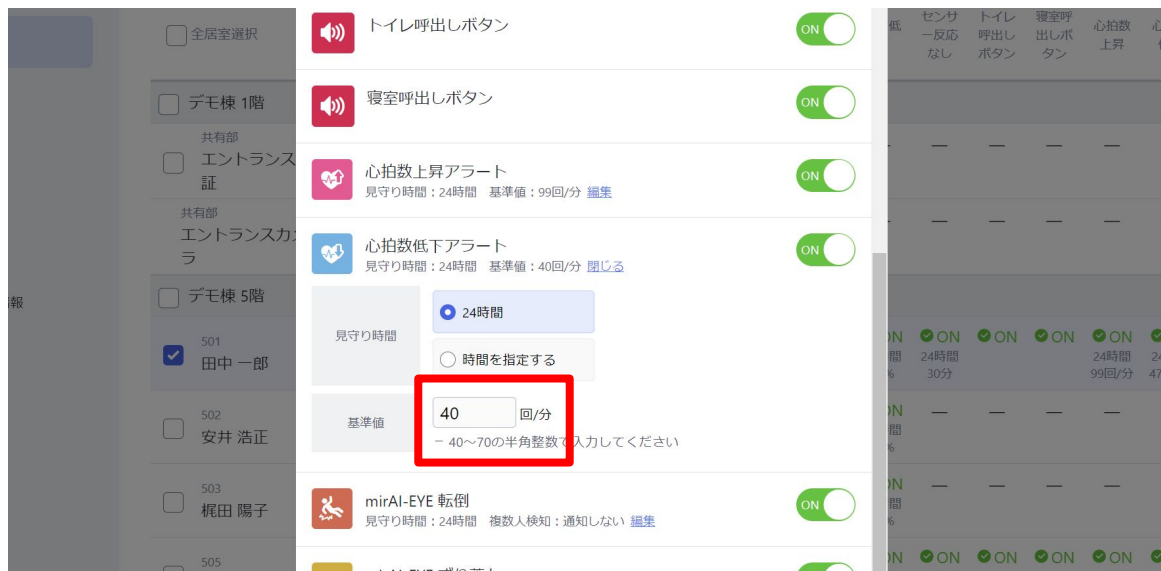 全居室選択
トイレ呼出しボタン
ON
低
センサ
ー反応
なし
トイレ
呼出し
ボタン
寝室呼
出しボ
タン
心拍数
上昇
デモ棟 1階
寝室呼出しボタン
ON
共有部
エントランス
証
心拍数上昇アラート
見守り時間：24時間 基準値：99回/分 編集
ON
— — — —
共有部
エントランスカメ
ラ
心拍数低下アラート
見守り時間：24時間 基準値：40回/分 閉じる
ON
— — — —
報
デモ棟 5階
見守り時間
24時間
時間を指定する
501
田中 一郎
ON ON ON ON
24時間
30分
24時間
99回/分
24
47
基準値
40 回/分
− 40～70の半角整数で入力してください
502
安井 浩正
ON — — — —
間
%
503
梶田 陽子
mirAI-EYE 転倒
見守り時間：24時間 複数人検知：通知しない 編集
ON
— — — —
間
505
ON ON ON ON